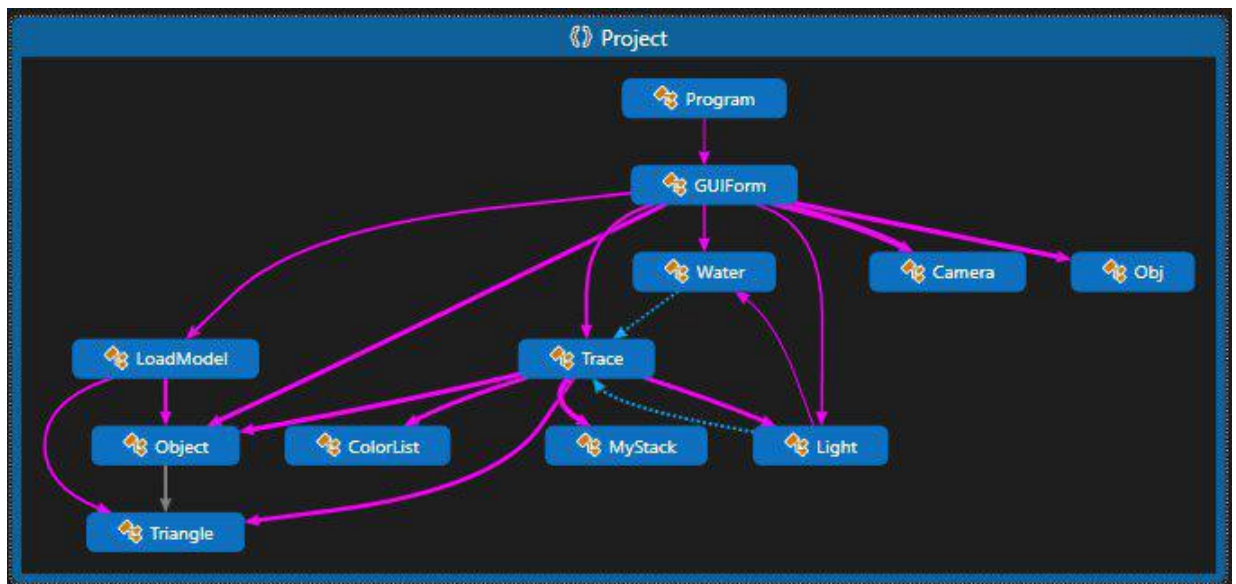 Project
Program
GUIForm
Water
Camera
Obj
LoadModel
Trace
Object
ColorList
MyStack
Light
Triangle